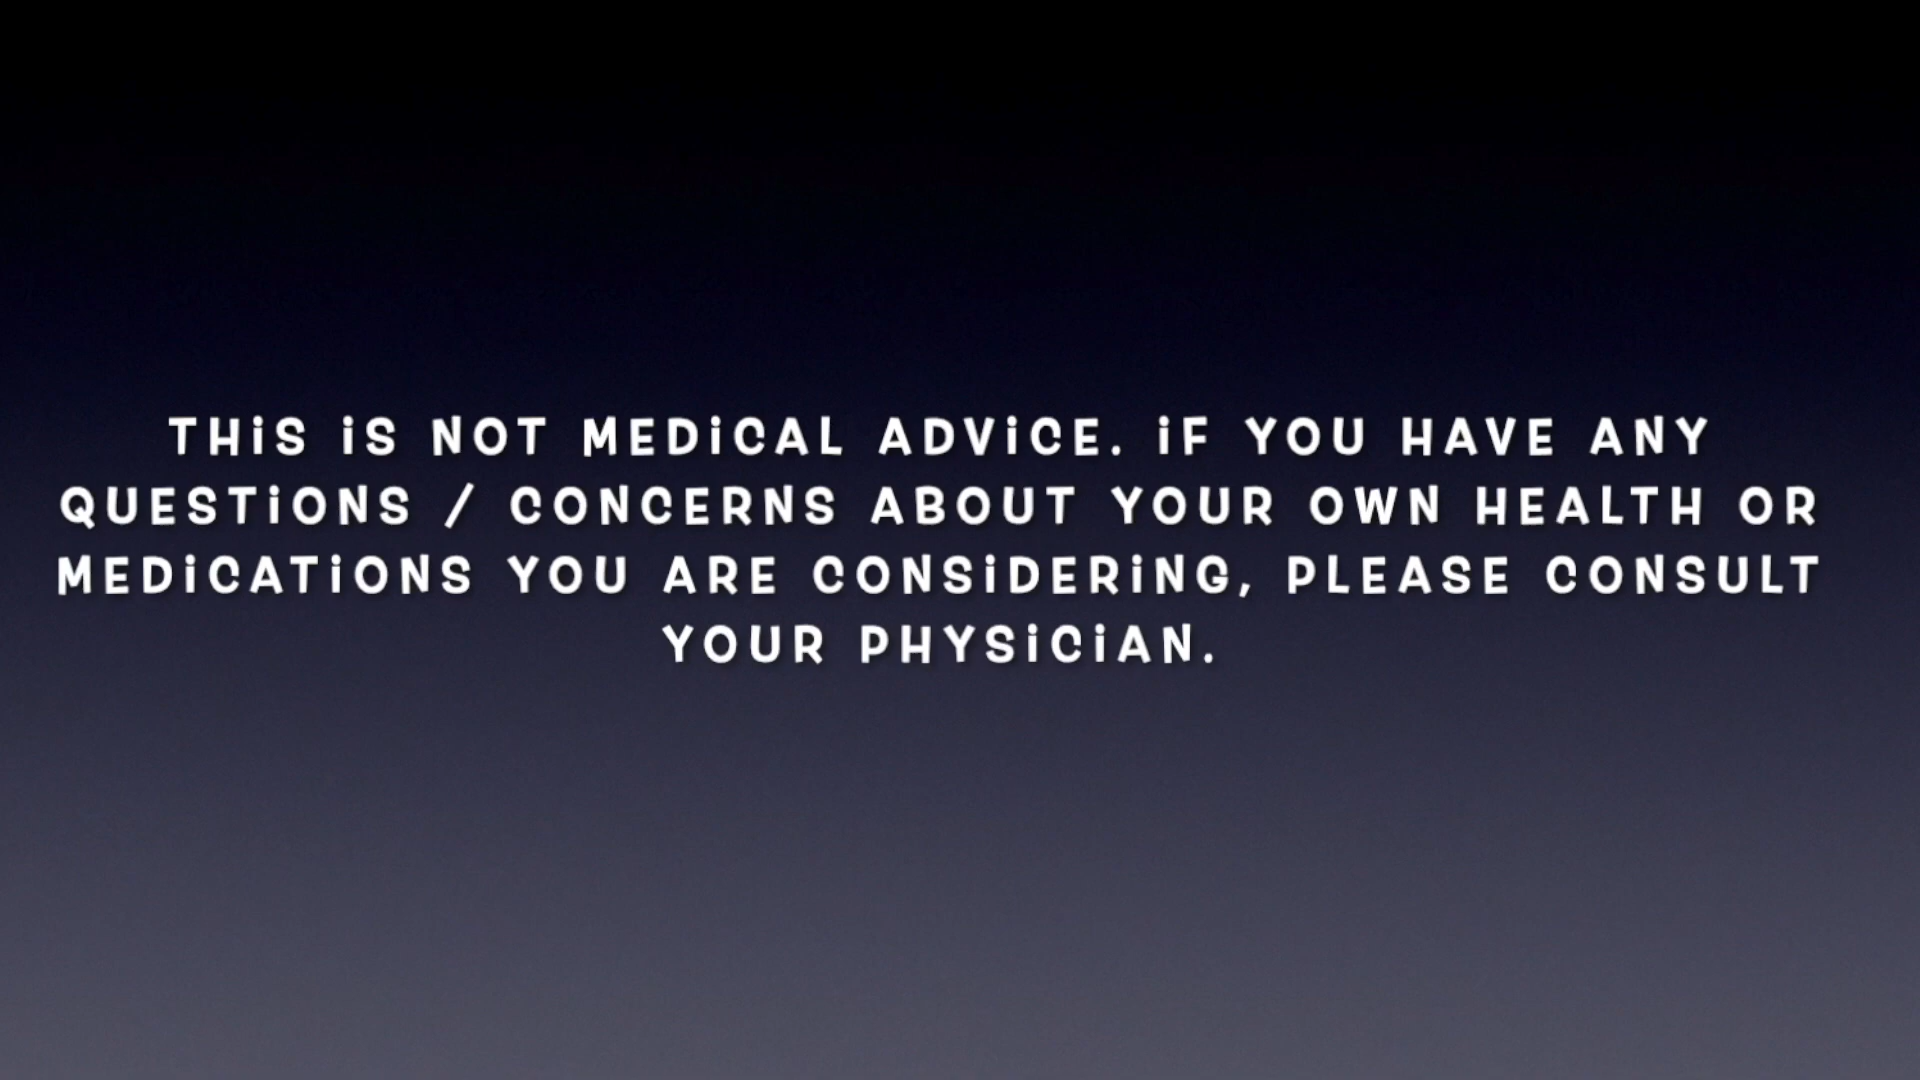 THiS iS NOT MEDiCAL ADViCE. iF YOU HAVE ANY
QUESTiONS / CONCERNS ABOUT YOUR OWN HEALTH OR
MEDiCATiONS YOU ARE CONSiDERiNG, PLEASE CONSULT
YOUR PHYSiCiAN.